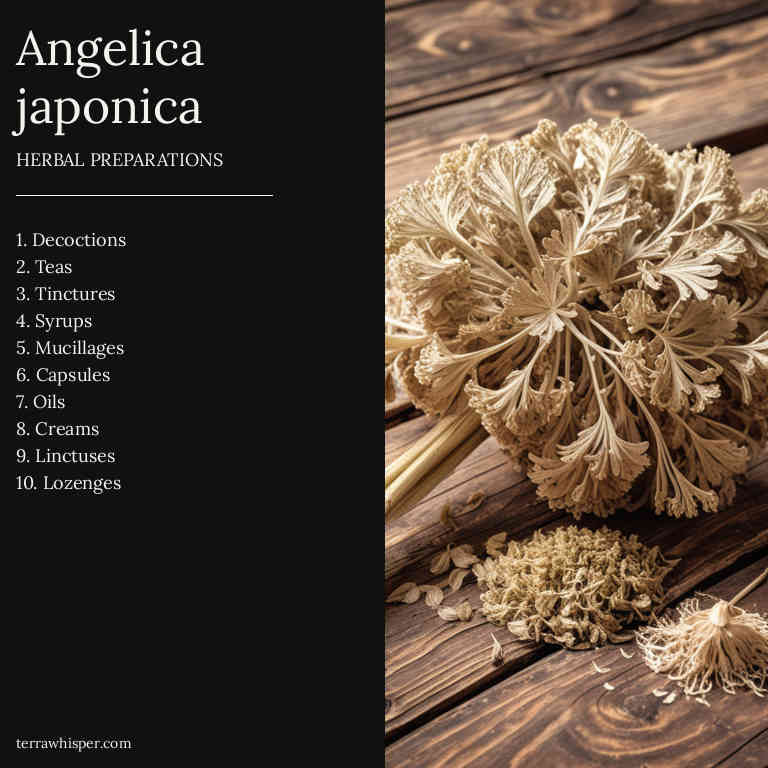 Angelica
japonica
HERBAL PREPARATIONS
1. Decoctions
2. Teas
3. Tinctures
4. Syrups
5. Mucillages
6. Capsules
7. Oils
8. Creams
9. Linctuses
10. Lozenges
terrawhisper.com